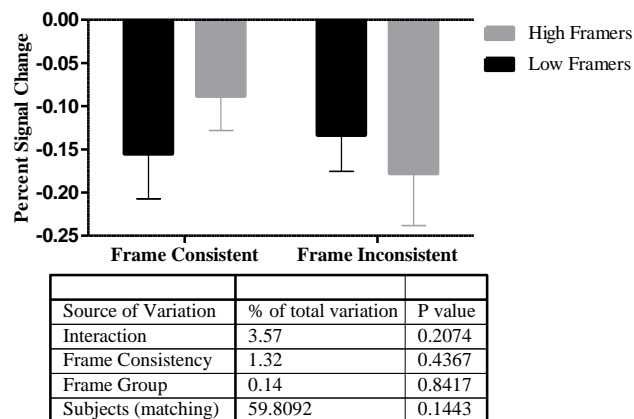 0.00
-0.05
-0.10
-0.15
-0.20
-0.25
Percent Signal Change
High Framers
Low Framers
Frame Consistent Frame Inconsistent
Source of Variation % of total variation P value
Interaction 3.57 0.2074
Frame Consistency 1.32 0.4367
Frame Group 0.14 0.8417
Subjects (matching) 59.8092 0.1443